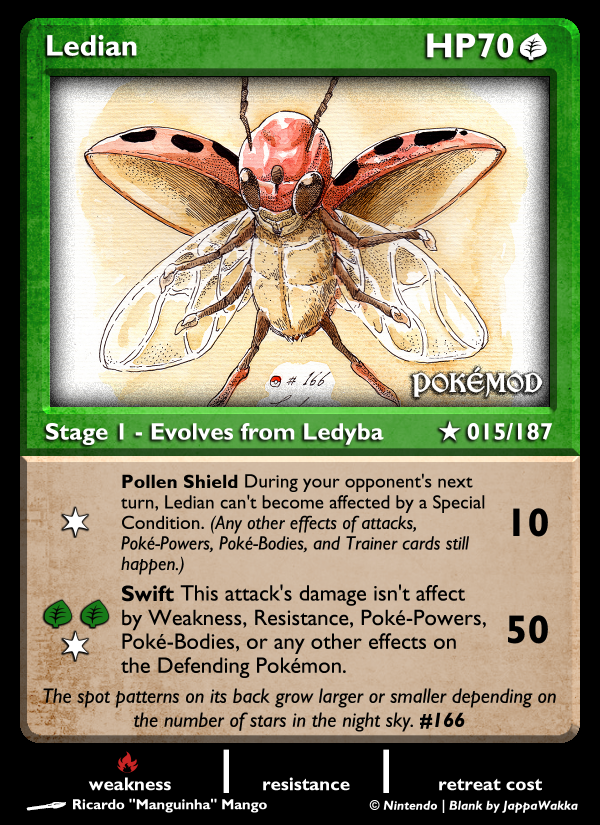 Ledian
HP70
# 166
POKÉMOD
Stage 1 - Evolves from Ledyba
★ 015/187
Pollen Shield During your opponent's next
turn, Ledian can't become affected by a Special
Condition. (Any other effects of attacks,
Poké-Powers, Poké-Bodies, and Trainer cards still
happen.)
10
Swift This attack's damage isn't affect
by Weakness, Resistance, Poké-Powers,
Poké-Bodies, or any other effects on
the Defending Pokémon.
50
The spot patterns on its back grow larger or smaller depending on
the number of stars in the night sky. #166
weakness
resistance
retreat cost
Ricardo "Manguinha" Mango
© Nintendo | Blank by JappaWakka